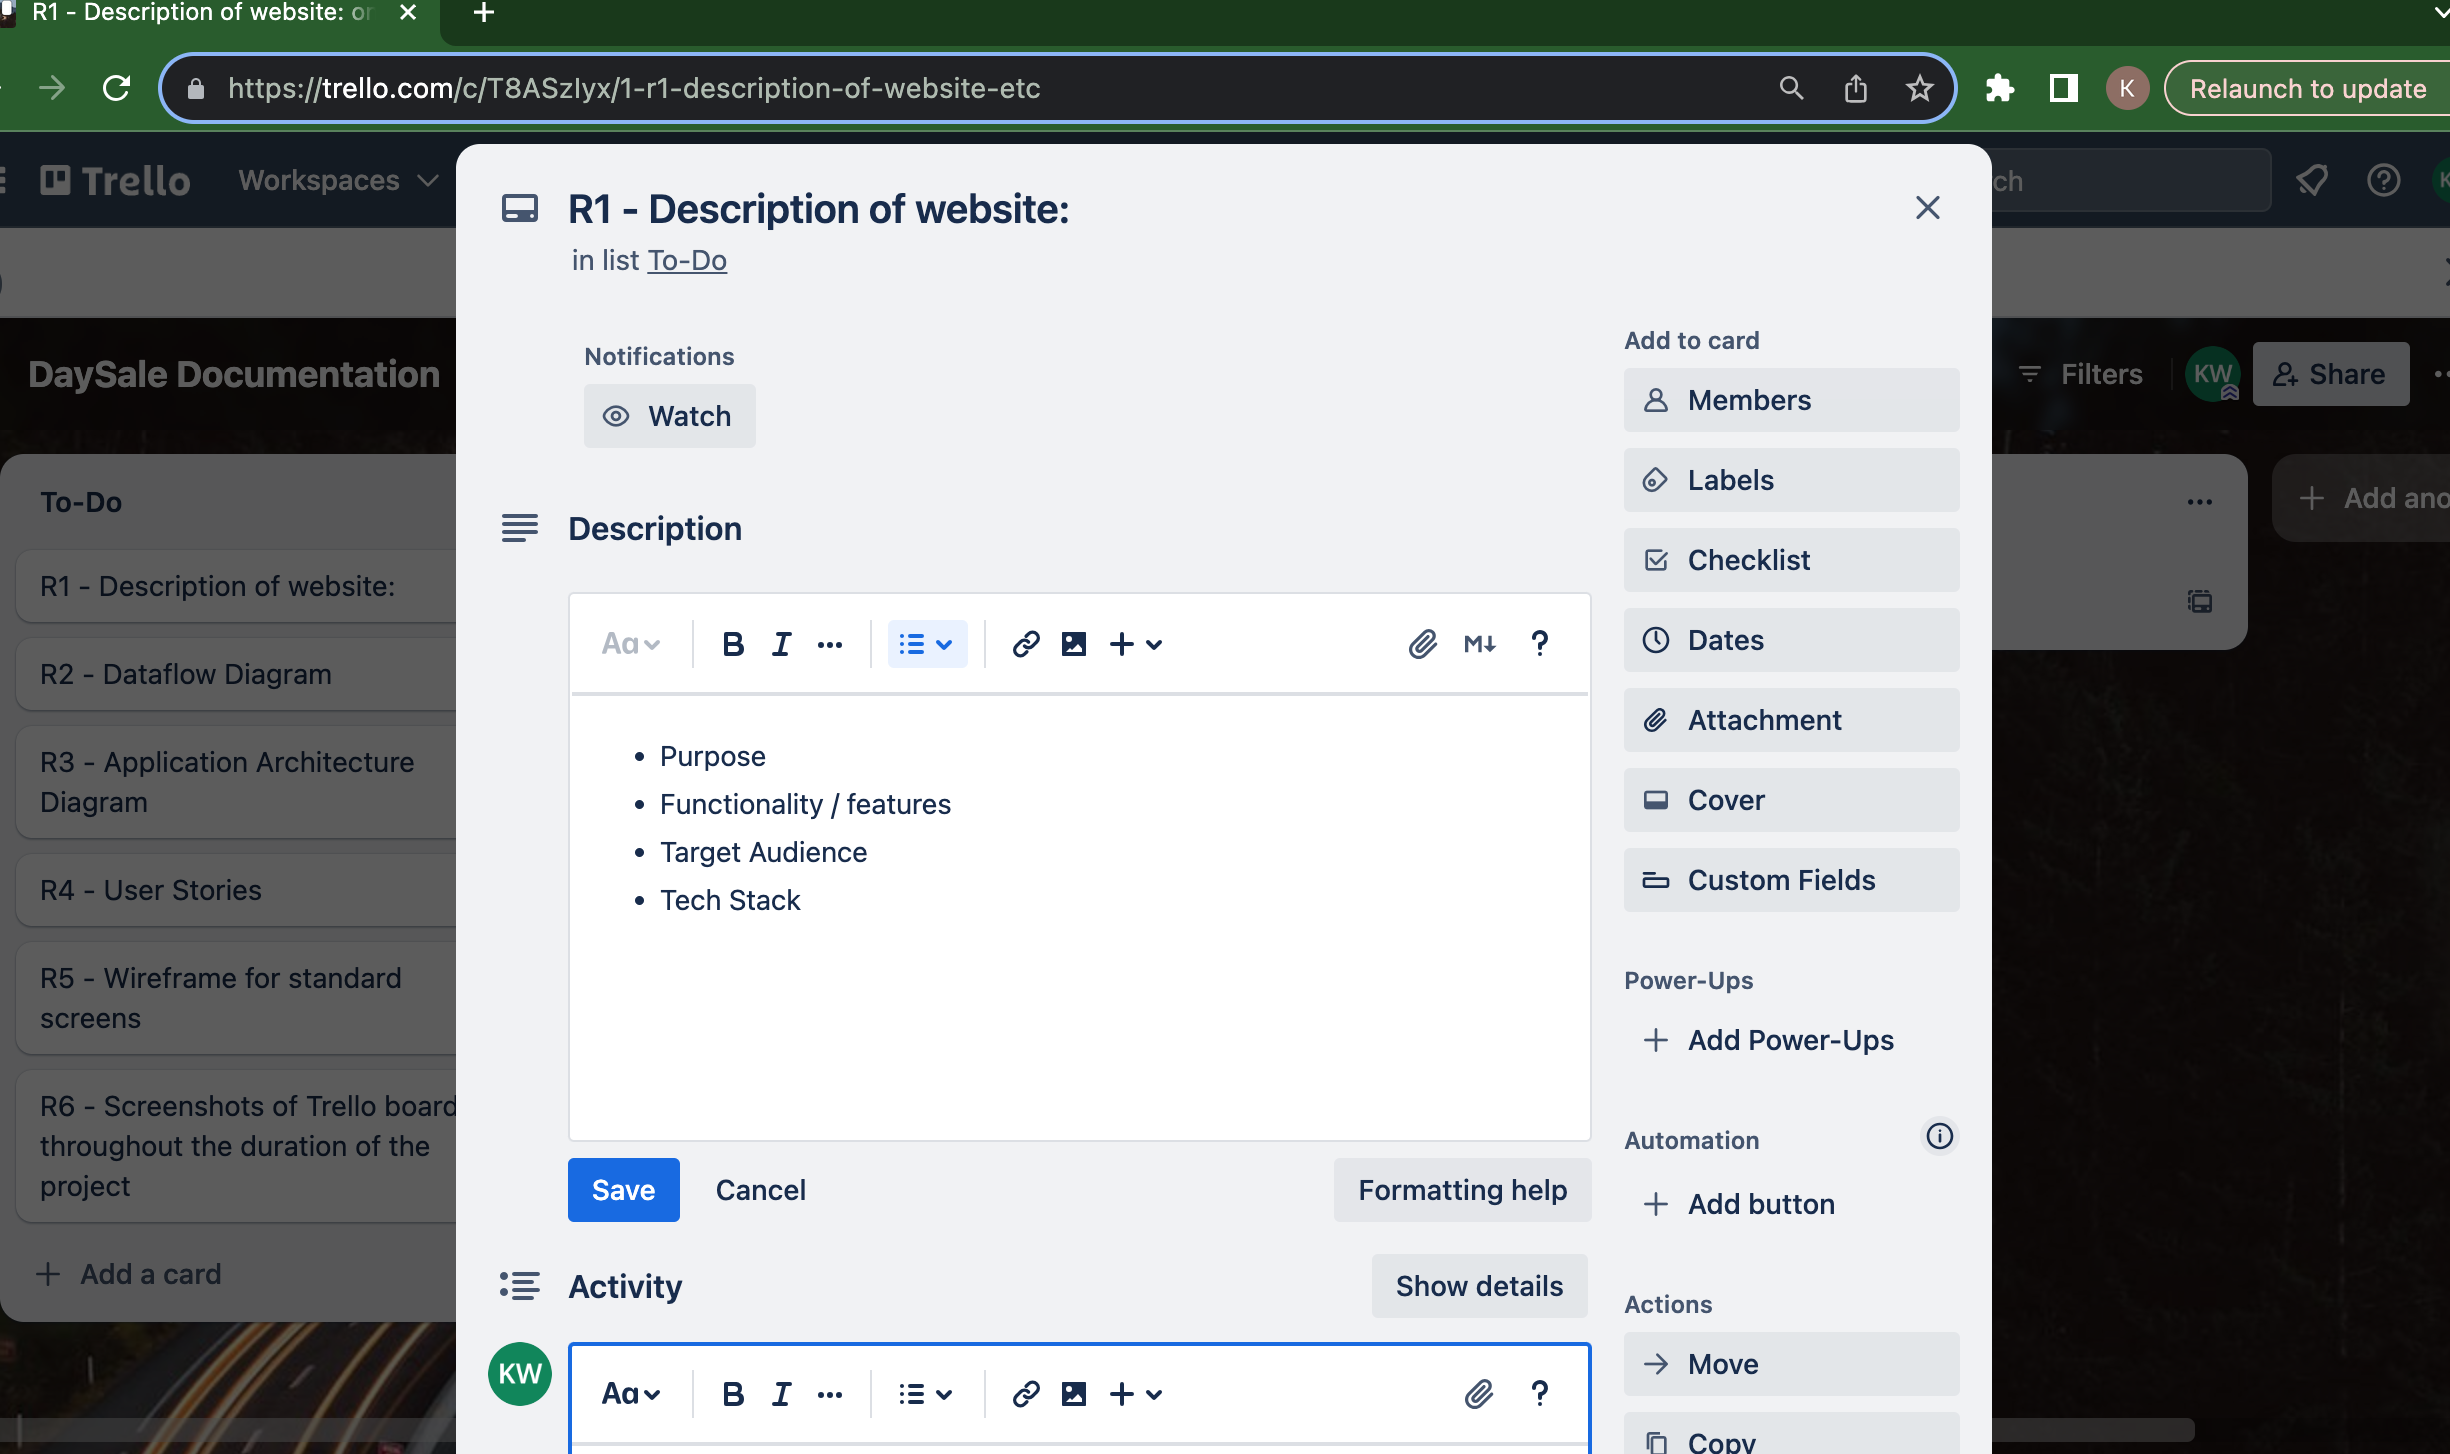 R1 - Description of website: or
https://trello.com/c/T8ASzIyx/1-r1-description-of-website-etc
K
Relaunch to update
Trello
Workspaces
ch
R1 - Description of website:
in list To-Do
Notifications
Watch
Description
Aa
B I
M
?
Purpose
Functionality / features
Target Audience
Tech Stack
Save
Cancel
Formatting help
Activity
Show details
KW
Aa
B I
?
Add to card
Members
Labels
Checklist
Dates
Attachment
Cover
Custom Fields
Power-Ups
Add Power-Ups
Automation
Add button
Actions
Move
Copy
DaySale Documentation
Filters
KW
Share
To-Do
R1 - Description of website:
R2 - Dataflow Diagram
R3 - Application Architecture
Diagram
R4 - User Stories
R5 - Wireframe for standard
screens
R6 - Screenshots of Trello board
throughout the duration of the
project
Add a card
Add ano